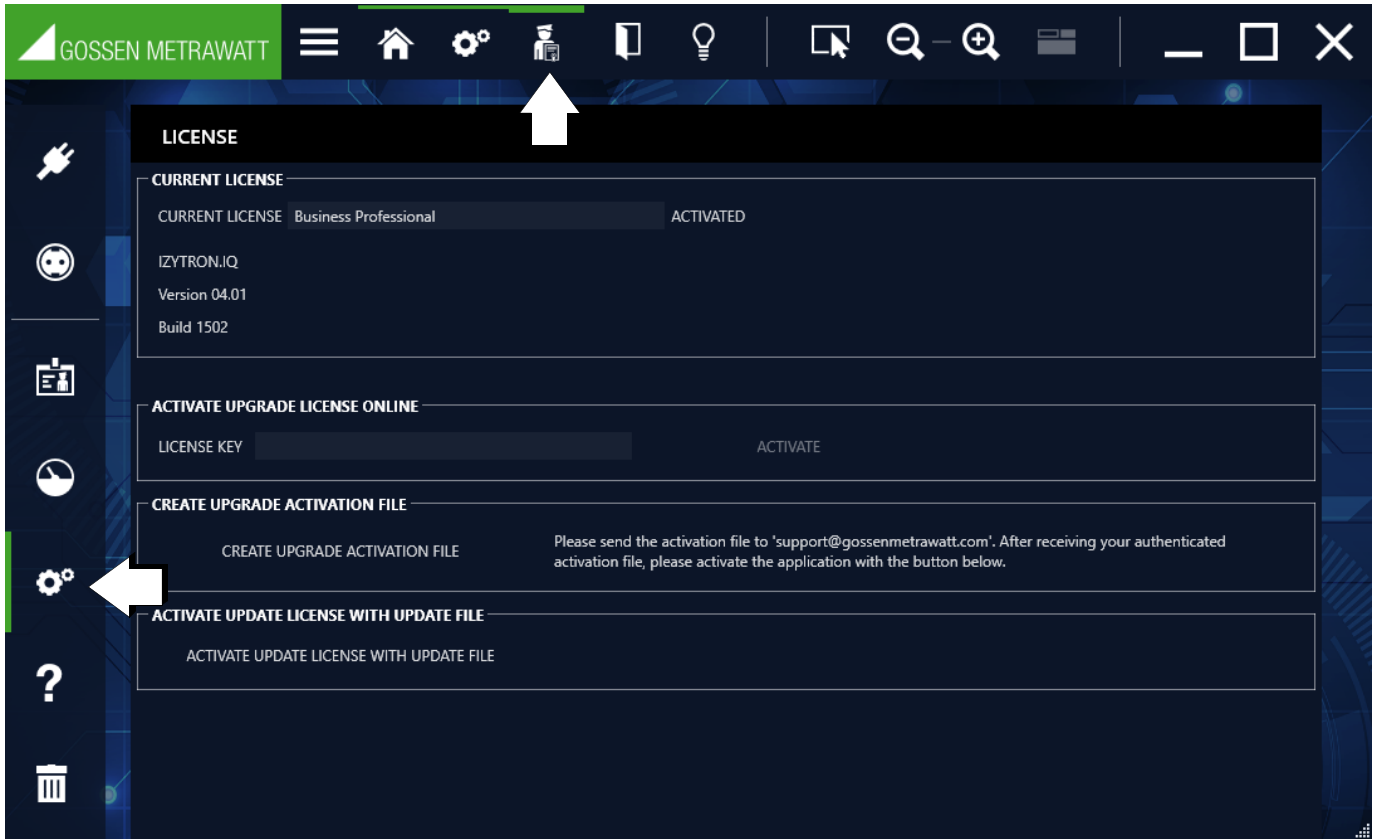 GOSSEN METRAWATT
LICENSE
CURRENT LICENSE
CURRENT LICENSE Business Professional ACTIVATED
IZYTRON.IQ
Version 04.01
Build 1502
ACTIVATE UPGRADE LICENSE ONLINE
LICENSE KEY ACTIVATE
CREATE UPGRADE ACTIVATION FILE
CREATE UPGRADE ACTIVATION FILE
Please send the activation file to 'support@gossenmetrawatt.com'. After receiving your authenticated
activation file, please activate the application with the button below.
ACTIVATE UPDATE LICENSE WITH UPDATE FILE
ACTIVATE UPDATE LICENSE WITH UPDATE FILE